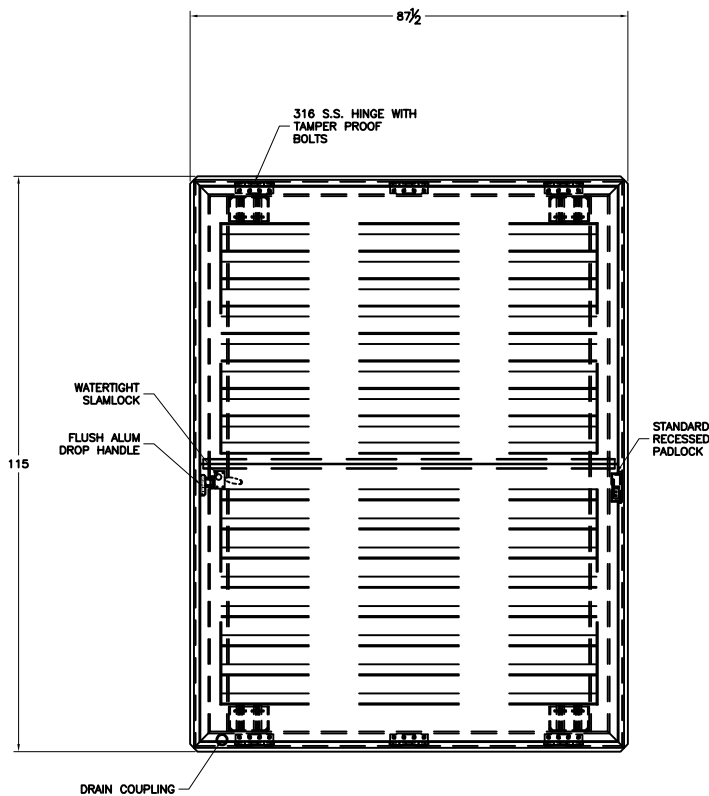 87½
316 S.S. HINGE WITH
TAMPER PROOF
BOLTS
WATERTIGHT
SLAMLOCK
FLUSH ALUM
DROP HANDLE
STANDARD
RECESSED
PADLOCK
115
DRAIN COUPLING